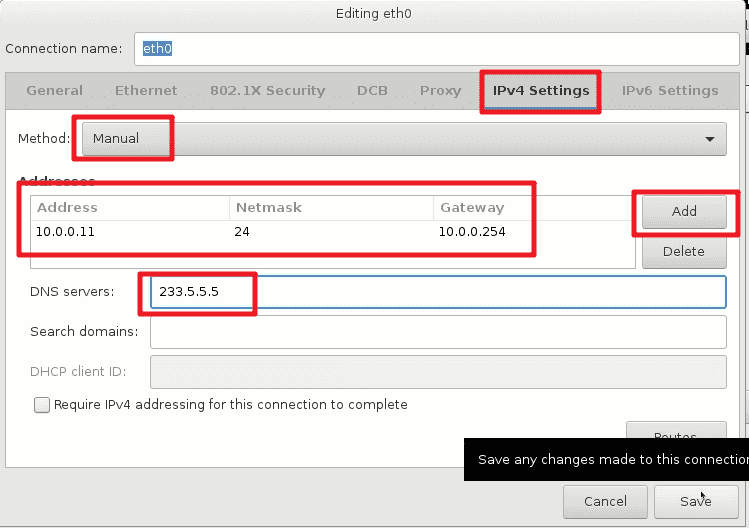 Editing eth0
Connection name: eth0
General Ethernet 802.1X Security DCB Proxy IPv4 Settings IPv6 Settings
Method: Manual
Addresses
Address Netmask Gateway
Add
10.0.0.11 24 10.0.0.254
Delete
DNS servers: 233.5.5.5
Search domains:
DHCP client ID:
Require IPv4 addressing for this connection to complete
Routes
Save any changes made to this connection
Cancel Save